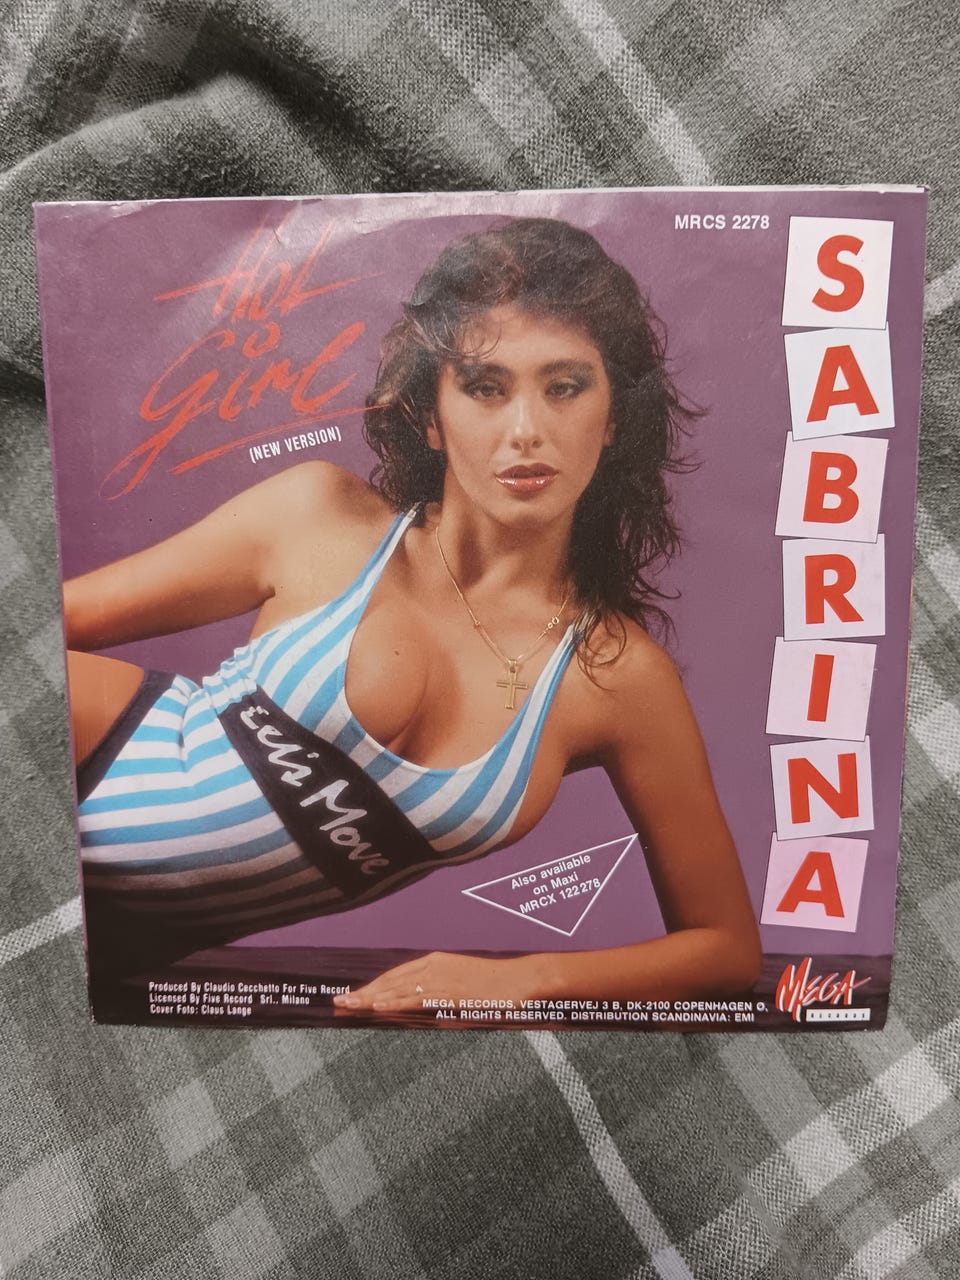 Hot
Girl
(NEW VERSION)
MRCS 2278
S
A
B
R
I
N
A
Let's Move
Also available
on Maxi
MRCX 122278
Produced By Claudio Cecchetto For Five Record
Licensed By Five Record Srl.. Milano
Cover Foto: Claus Lange
MEGA RECORDS, VESTAGERVEJ 3 B, DK-2100 COPENHAGEN Ø.
ALL RIGHTS RESERVED. DISTRIBUTION SCANDINAVIA: EMI
MEGA
RECORDS